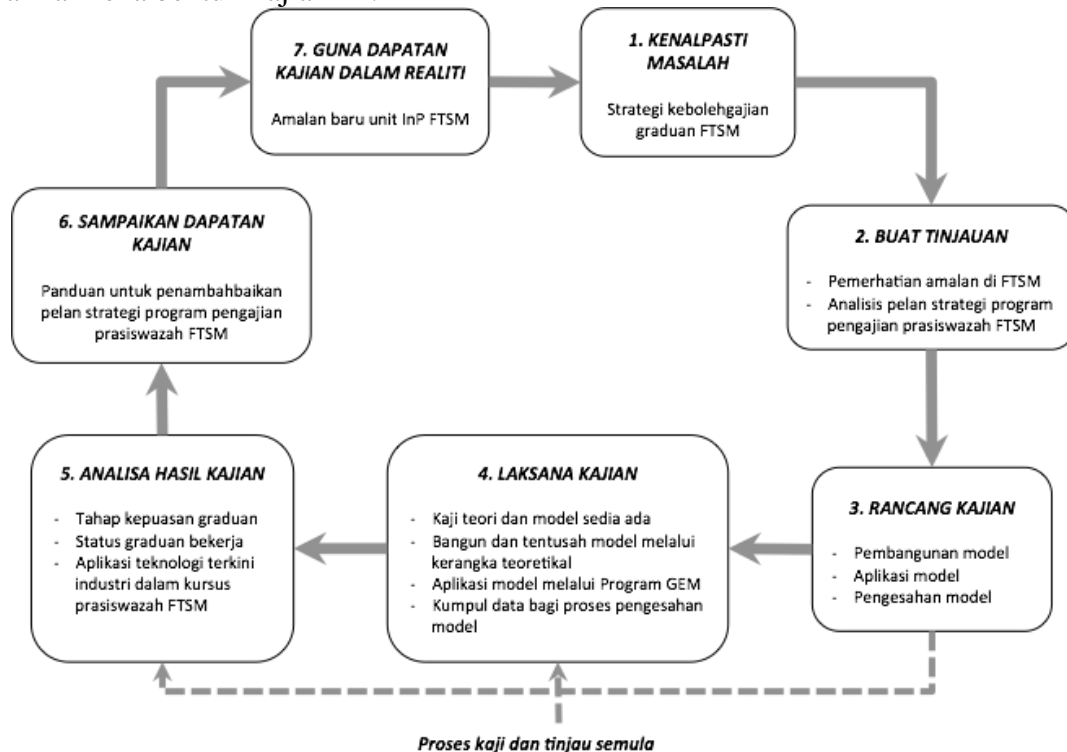 7. GUNA DAPATAN
KAJIAN DALAM REALITI
Amalan baru unit InP FTSM
1. KENALPASTI
MASALAH
Strategi kebolehgajian
graduan FTSM
2. BUAT TINJAUAN
- Pemerhatian amalan di FTSM
- Analisis pelan strategi program
pengajian prasiswazah FTSM
3. RANCANG KAJIAN
- Pembangunan model
- Aplikasi model
- Pengesahan model
4. LAKSANA KAJIAN
- Kaji teori dan model sedia ada
- Bangun dan tentusah model melalui
kerangka teoretikal
- Aplikasi model melalui Program GEM
- Kumpul data bagi proses pengesahan
model
5. ANALISA HASIL KAJIAN
- Tahap kepuasan graduan
- Status graduan bekerja
- Aplikasi teknologi terkini
industri dalam kursus
prasiswazah FTSM
6. SAMPAIKAN DAPATAN
KAJIAN
Panduan untuk penambahbaikan
pelan strategi program pengajian
prasiswazah FTSM
Proses kaji dan tinjau semula